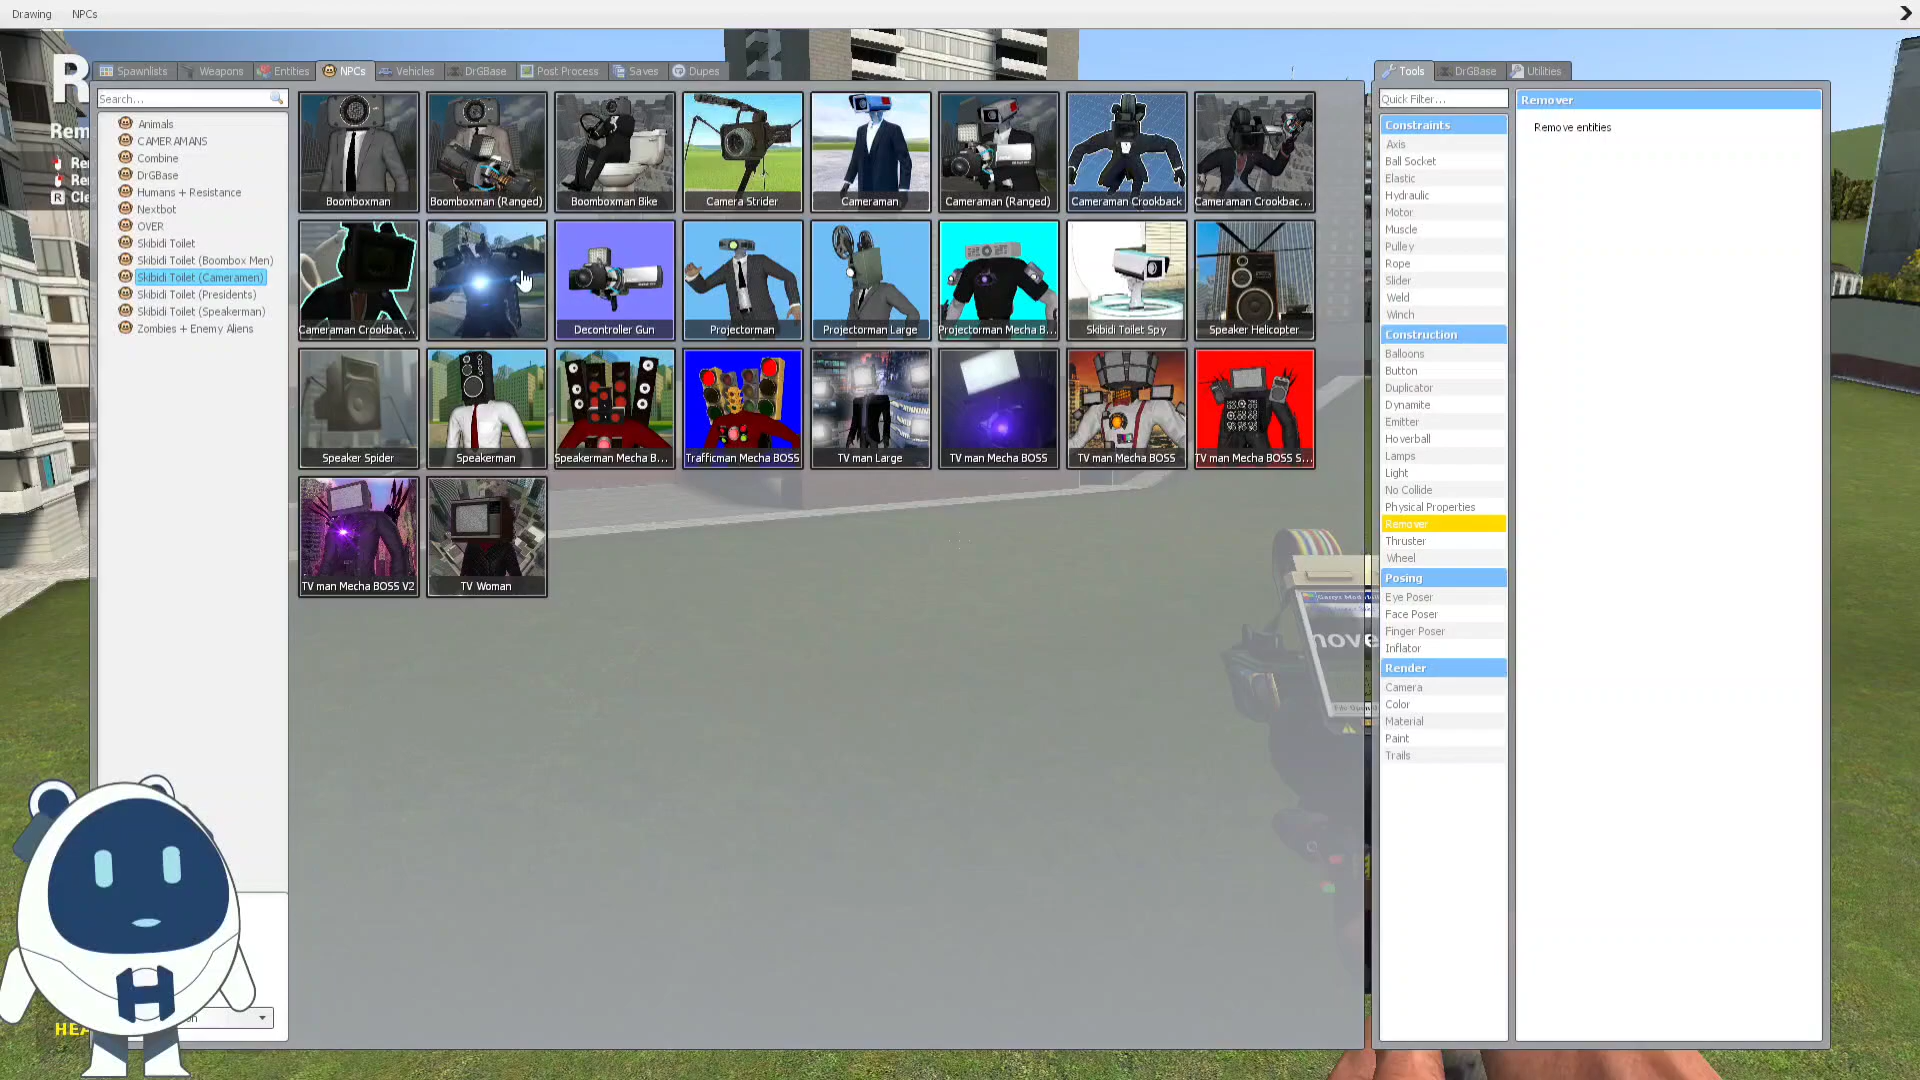 Drawing NPCs
Spawnlists Weapons Entities NPCs Vehicles DrGBase Post Process Saves Dupes
Tools DrGBase Utilities
Search...
Animals
CAMERAMANS
Combine
DrGBase
Humans + Resistance
Nextbot
OVER
Skibidi Toilet
Skibidi Toilet (Boombox Men)
Skibidi Toilet (Cameramen)
Skibidi Toilet (Presidents)
Skibidi Toilet (Speakerman)
Zombies + Enemy Aliens
Boomboxman
Boomboxman (Ranged)
Boomboxman Bike
Camera Strider
Cameraman
Cameraman (Ranged)
Cameraman Crookback
Cameraman Crookbac...
Cameraman Crookbac...
Decontroller Gun
Projectorman
Projectorman Large
Projectorman Mecha B...
Skibidi Toilet Spy
Speaker Helicopter
Speaker Spider
Speakerman
Speakerman Mecha B...
Trafficman Mecha BOSS
TV man Large
TV man Mecha BOSS
TV man Mecha BOSS
TV man Mecha BOSS S...
TV man Mecha BOSS V2
TV Woman
Quick Filter...
Constraints
Axis
Ball Socket
Elastic
Hydraulic
Motor
Muscle
Pulley
Rope
Slider
Weld
Winch
Construction
Balloons
Button
Duplicator
Dynamite
Emitter
Hoverball
Lamps
Light
No Collide
Physical Properties
Remover
Thruster
Wheel
Posing
Eye Poser
Face Poser
Finger Poser
Inflator
Render
Camera
Color
Material
Paint
Trails
Remover
Remove entities
R
Rem
Re
Re
R Cle
nove
H
HEA